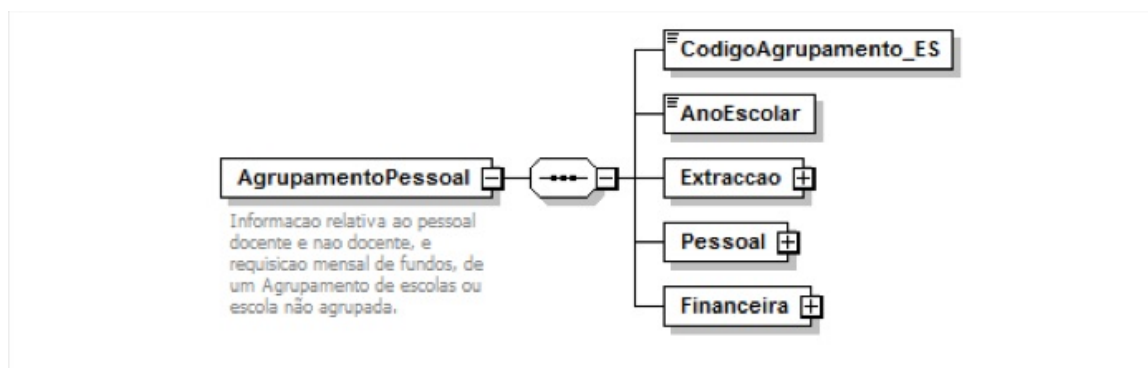 CodigoAgrupamento_ES
AnoEscolar
AgrupamentoPessoal
Extraccao
Informacao relativa ao pessoal
docente e nao docente, e
requisicao mensal de fundos, de
um Agrupamento de escolas ou
escola não agrupada.
Pessoal
Financeira